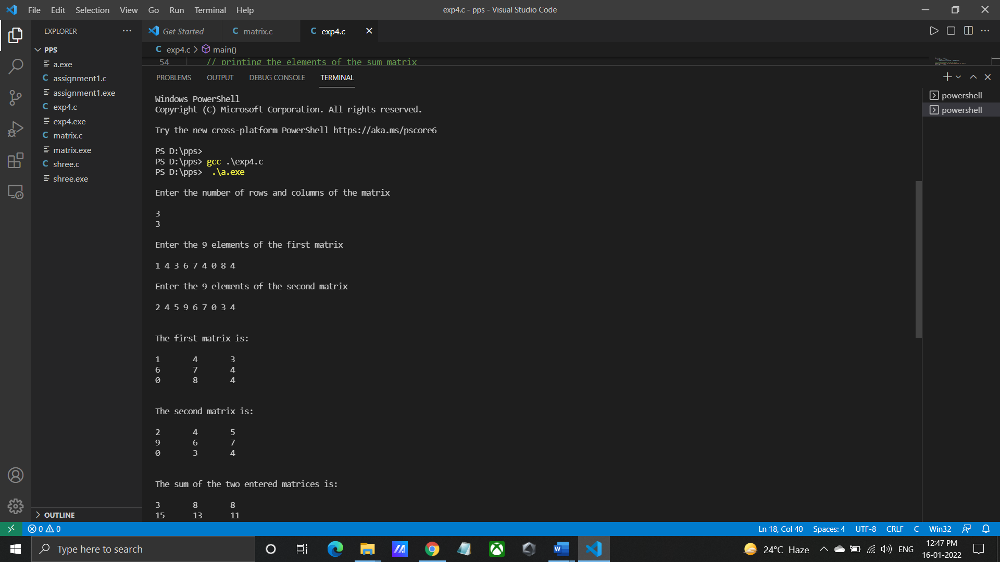 File Edit Selection View Go Run Terminal Help
exp4.c - pps - Visual Studio Code
EXPLORER
PPS
a.exe
C assignment1.c
assignment1.exe
C exp4.c
exp4.exe
C matrix.c
matrix.exe
C shree.c
shree.exe
OUTLINE
Get Started
C matrix.c
C exp4.c
C exp4.c > main()
54 // printing the elements of the sum matrix
PROBLEMS OUTPUT DEBUG CONSOLE TERMINAL
Windows PowerShell
Copyright (C) Microsoft Corporation. All rights reserved.
Try the new cross-platform PowerShell https://aka.ms/pscore6
PS D:\pps>
PS D:\pps> gcc .\exp4.c
PS D:\pps>  .\a.exe
Enter the number of rows and columns of the matrix
3
3
Enter the 9 elements of the first matrix
1 4 3 6 7 4 0 8 4
Enter the 9 elements of the second matrix
2 4 5 9 6 7 0 3 4
The first matrix is:
1 4 3
6 7 4
0 8 4
The second matrix is:
2 4 5
9 6 7
0 3 4
The sum of the two entered matrices is:
3 8 8
15 13 11
powershell
powershell
0 0
Ln 18, Col 40 Spaces: 4 UTF-8 CRLF C Win32
Type here to search
24°C Haze
ENG
12:47 PM
16-01-2022